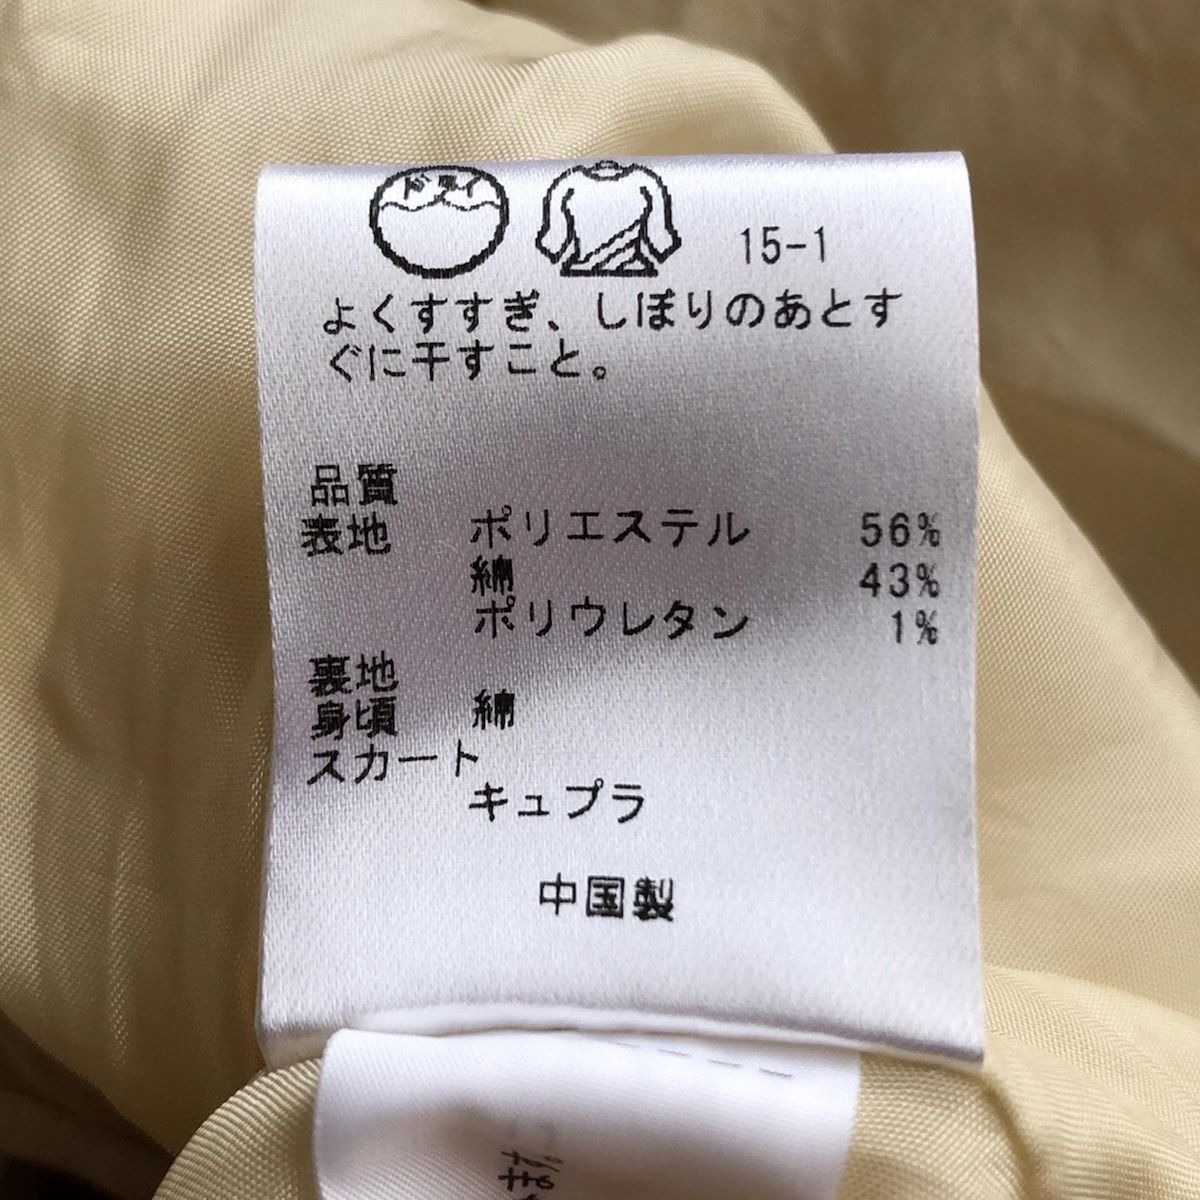 ドライ
15-1
よくすすぎ、しぼりのあとす
ぐに干すこと。
品質
表地 ポリエステル 56%
綿 43%
ポリウレタン 1%
裏地
身頃 綿
スカート
キュプラ
中国製